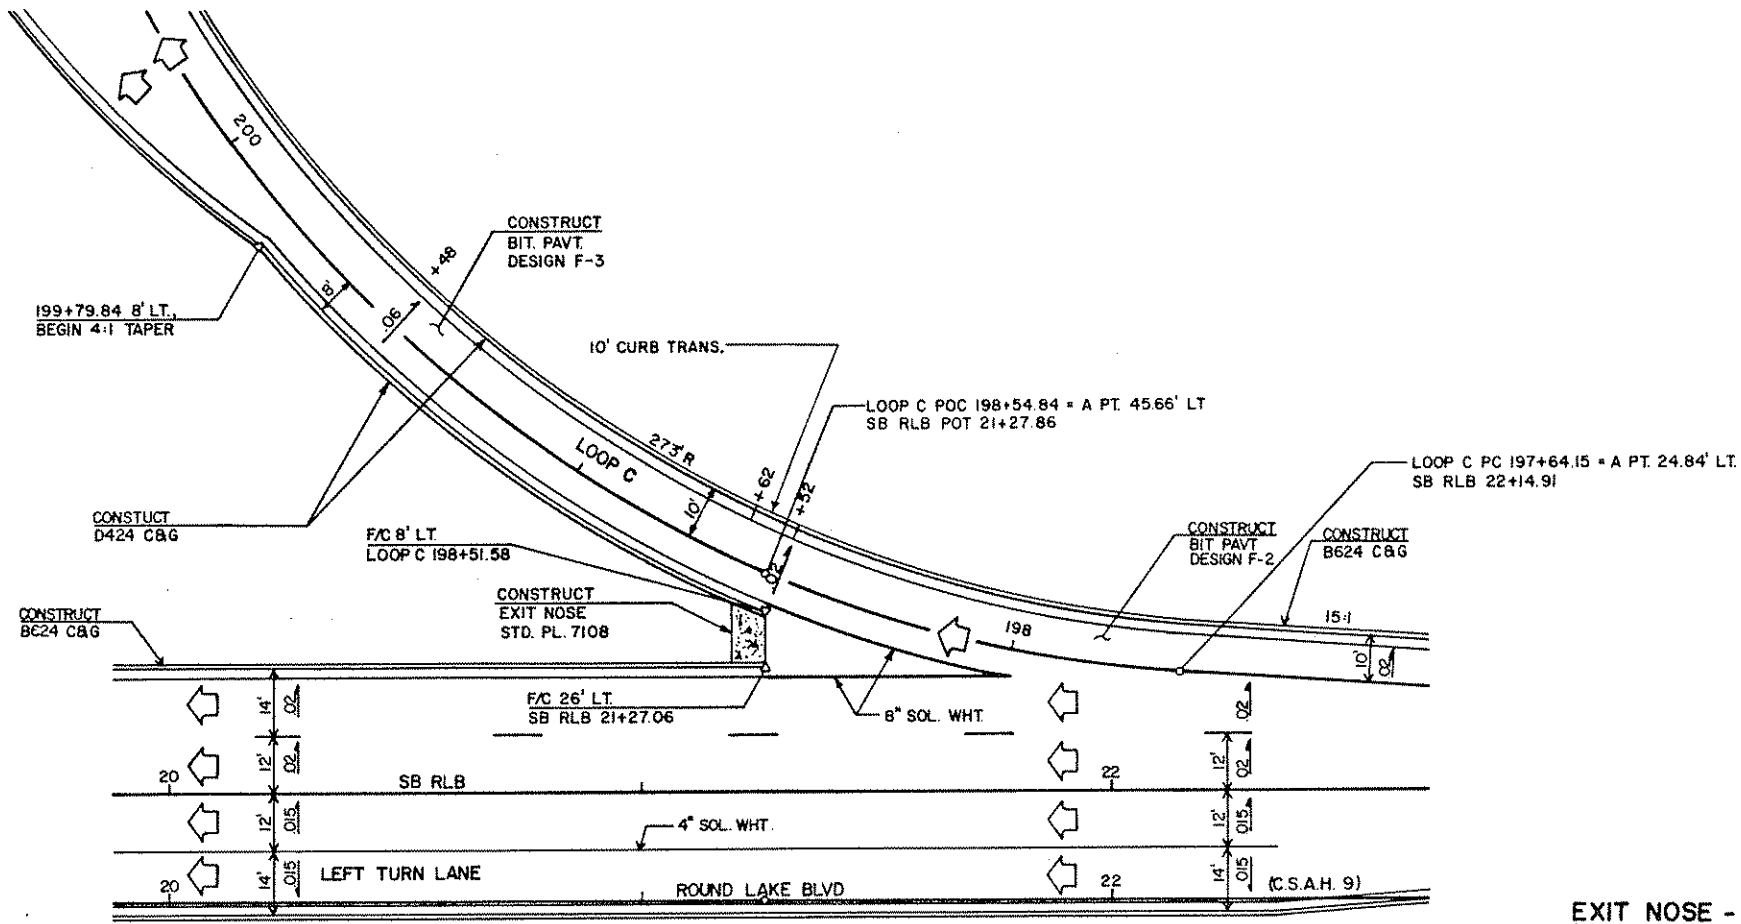 200
+48
CONSTRUCT
BIT. PAVT.
DESIGN F-3
8'
199+79.84 8' LT.,
BEGIN 4:1 TAPER
.06
10' CURB TRANS.
LOOP C POC 198+54.84 = A PT. 45.66' LT
SB RLB POT 21+27.86
273' R
LOOP C
+62
+52
10'
LOOP C PC 197+64.15 = A PT. 24.84' LT.
SB RLB 22+14.91
CONSTUCT
D424 C&G
F/C 8' LT.
LOOP C 198+51.58
CONSTRUCT
BIT PAVT
DESIGN F-2
CONSTRUCT
B624 C&G
.02
CONSTRUCT
EXIT NOSE
STD. PL. 7108
CONSTRUCT
B624 C&G
198
15:1
10'
.02
F/C 26' LT.
SB RLB 21+27.06
8" SOL. WHT.
14'
.02
.02
12'
.02
12'
.02
20
SB RLB
22
12'
.015
4" SOL. WHT.
12'
.015
14'
.015
LEFT TURN LANE
14'
.015
20
ROUND LAKE BLVD
22
(C.S.A.H. 9)
EXIT NOSE -